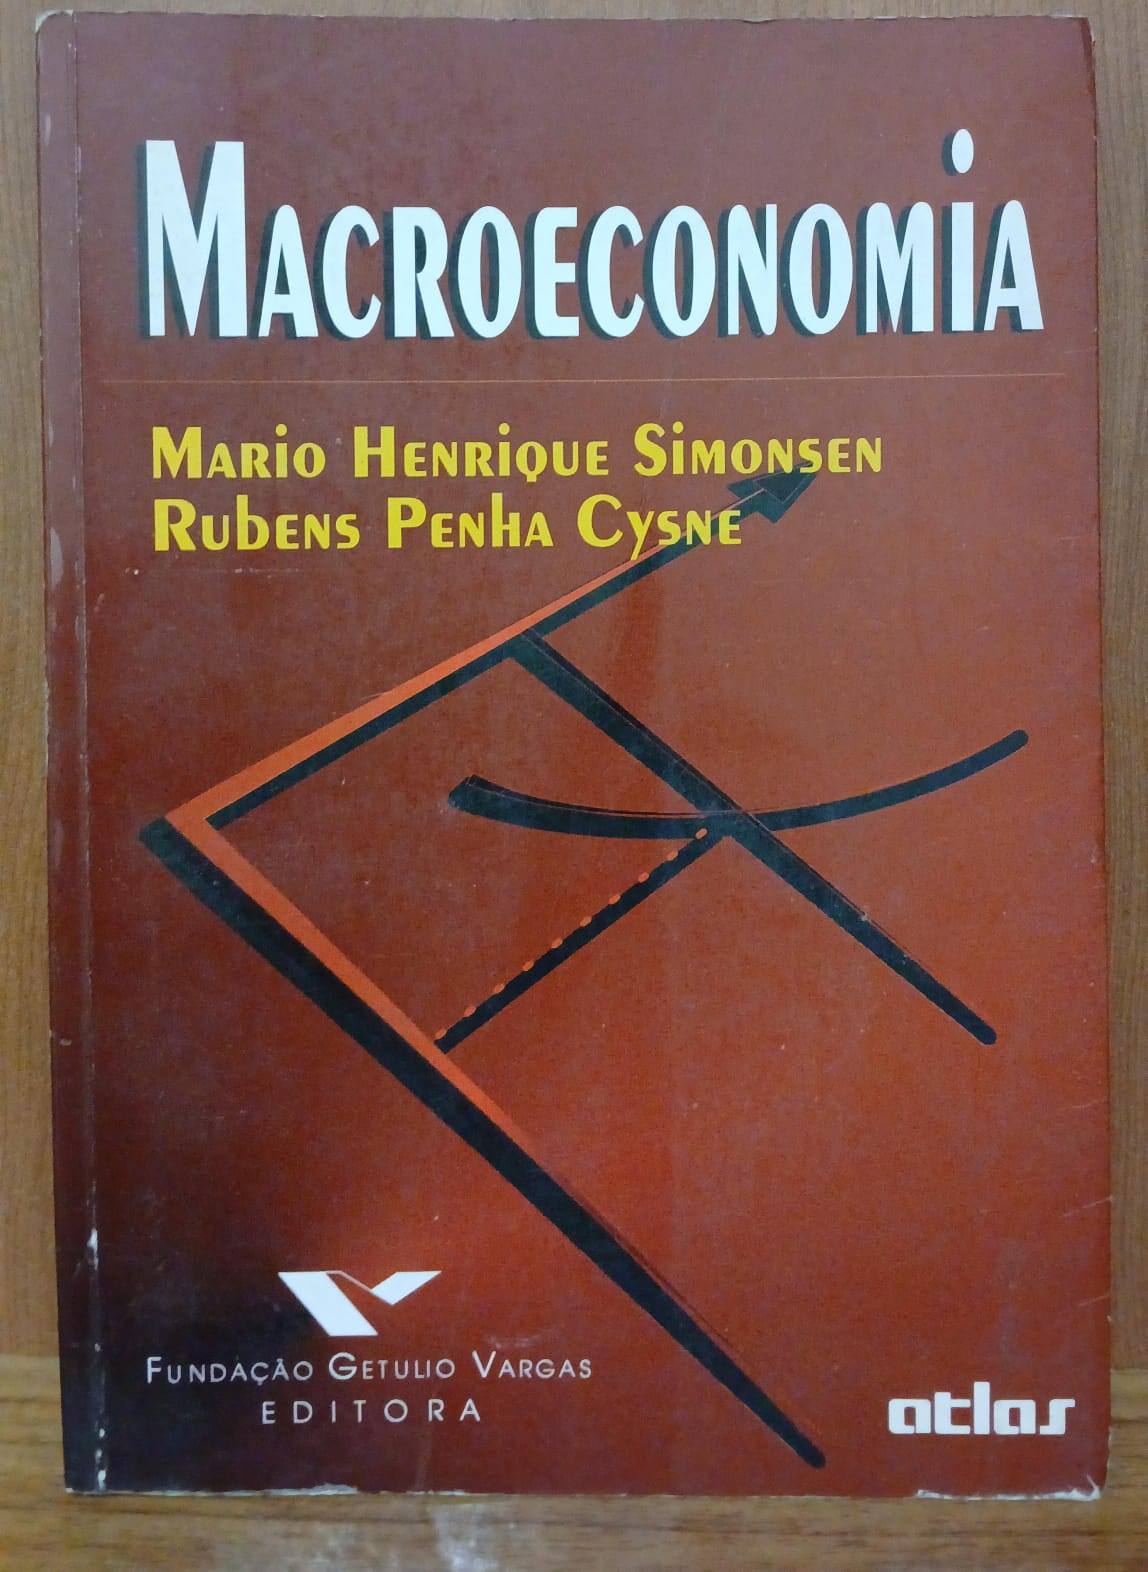 Macroeconomia
Mario Henrique Simonsen
Rubens Penha Cysne
Fundação Getulio Vargas
EDITORA
atlas